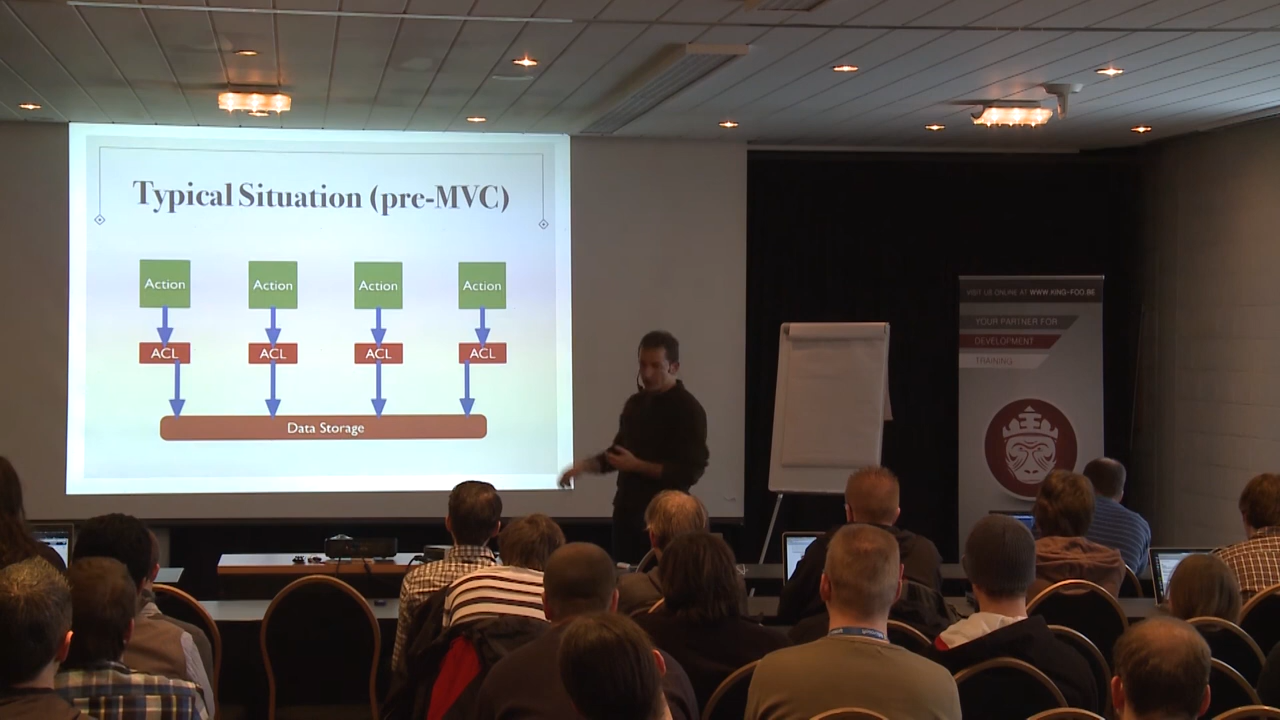 Typical Situation (pre-MVC)
Action Action Action Action
ACL ACL ACL ACL
Data Storage
VISIT US ONLINE AT WWW.KING-FOO.BE
YOUR PARTNER FOR
DEVELOPMENT
TRAINING